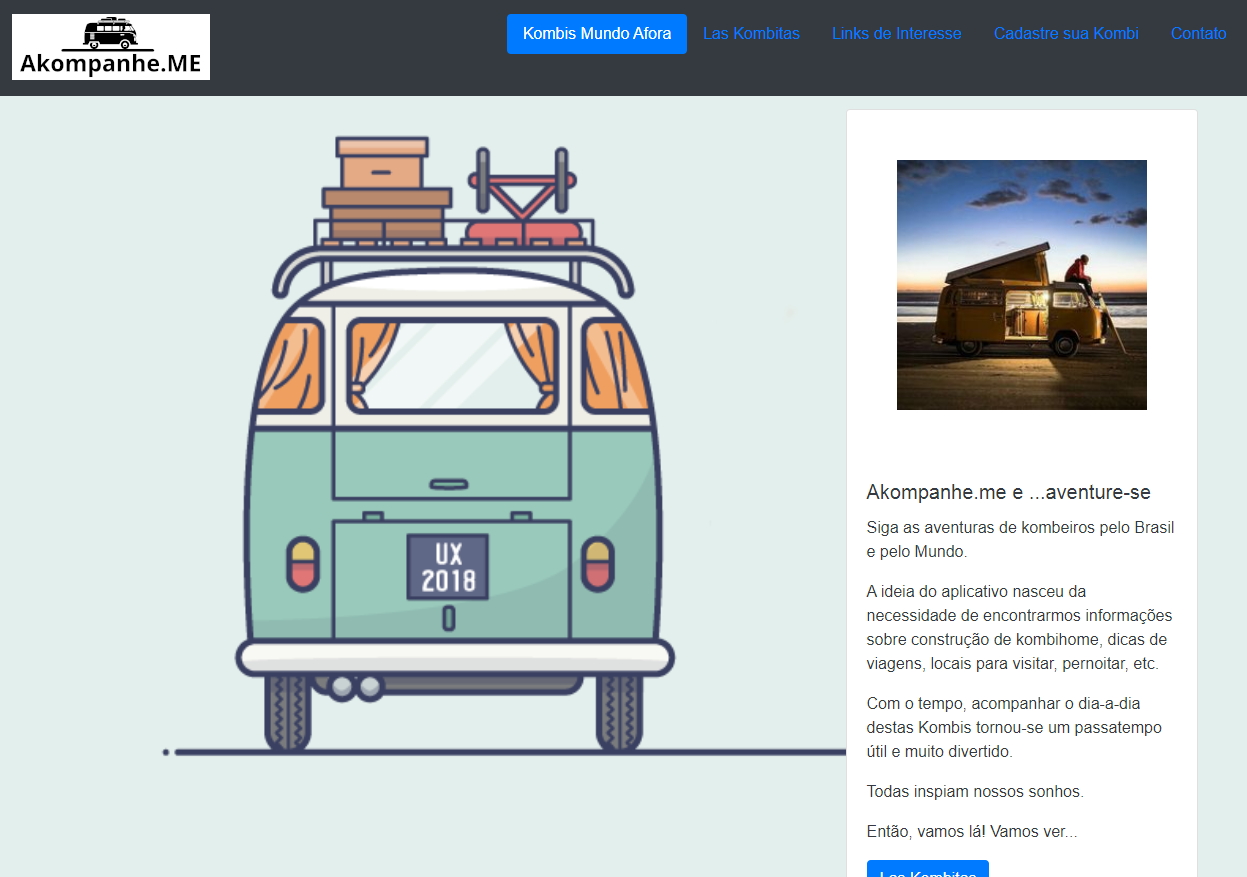 Akompanhe.ME
Kombis Mundo Afora
Las Kombitas
Links de Interesse
Cadastre sua Kombi
Contato
UX
2018
Akompanhe.me e ...aventure-se
Siga as aventuras de kombeiros pelo Brasil
e pelo Mundo.
A ideia do aplicativo nasceu da
necessidade de encontrarmos informações
sobre construção de kombihome, dicas de
viagens, locais para visitar, pernoitar, etc.
Com o tempo, acompanhar o dia-a-dia
destas Kombis tornou-se um passatempo
útil e muito divertido.
Todas inspiam nossos sonhos.
Então, vamos lá! Vamos ver...
Las Kombitas